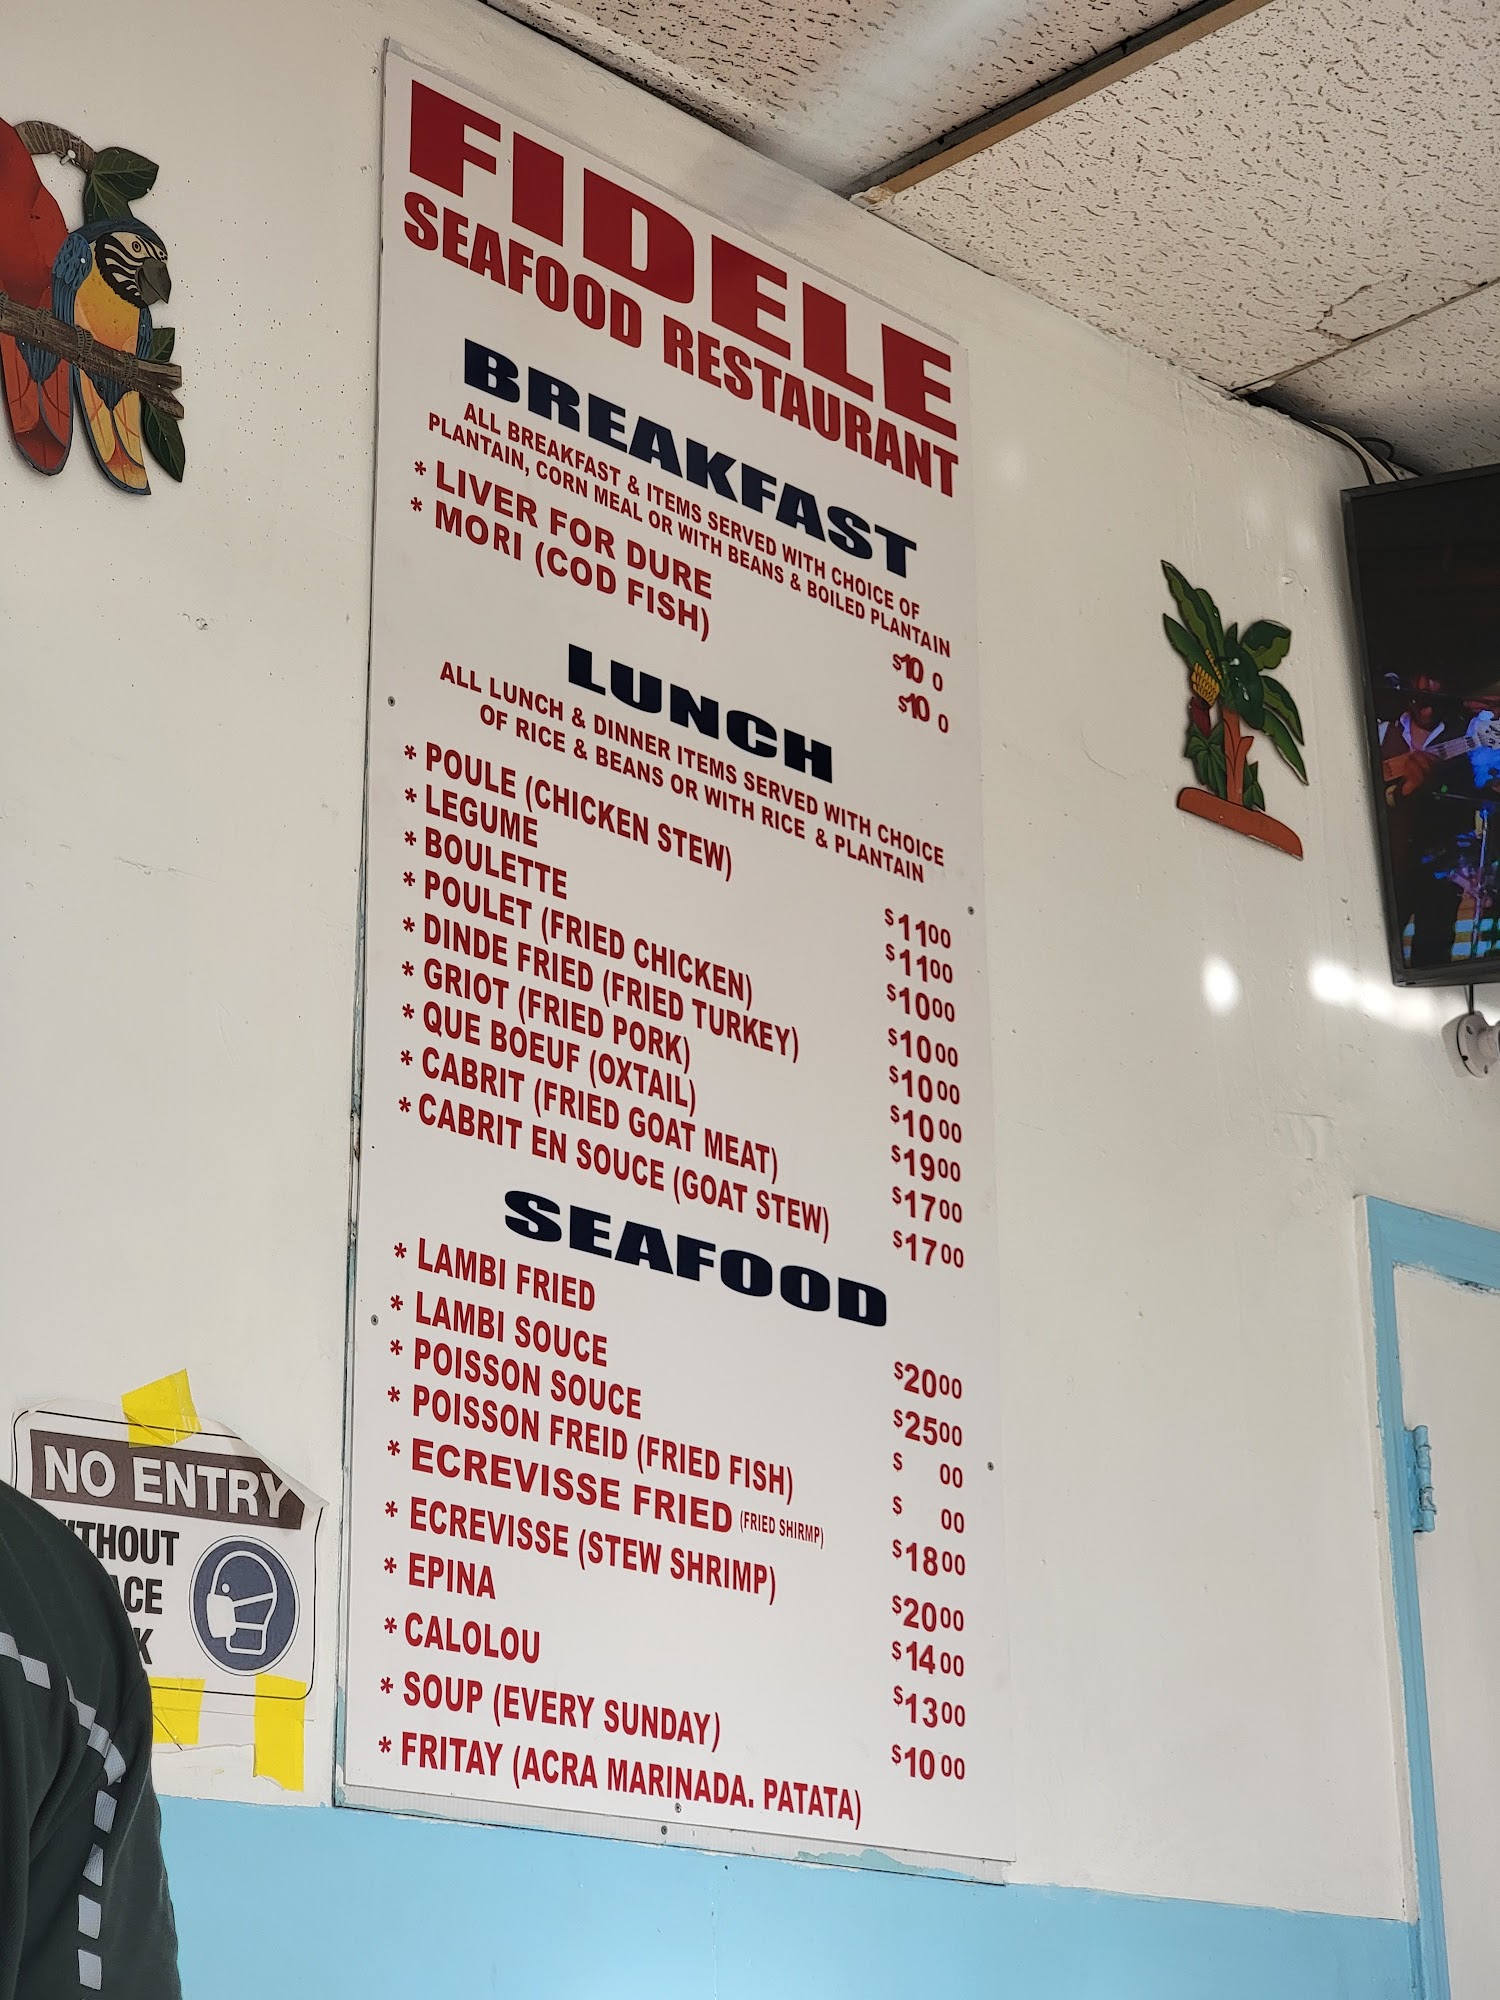 FIDELE
SEAFOOD RESTAURANT
BREAKFAST
ALL BREAKFAST & ITEMS SERVED WITH CHOICE OF
PLANTAIN, CORN MEAL OR WITH BEANS & BOILED PLANTAIN
* LIVER FOR DURE $10 0
* MORI (COD FISH) $10 0
LUNCH
ALL LUNCH & DINNER ITEMS SERVED WITH CHOICE
OF RICE & BEANS OR WITH RICE & PLANTAIN
* POULE (CHICKEN STEW) $11 00
* LEGUME $11 00
* BOULETTE $10 00
* POULET (FRIED CHICKEN) $10 00
* DINDE FRIED (FRIED TURKEY) $10 00
* GRIOT (FRIED PORK) $10 00
* QUE BOEUF (OXTAIL) $19 00
* CABRIT (FRIED GOAT MEAT) $17 00
* CABRIT EN SOUCE (GOAT STEW) $17 00
SEAFOOD
* LAMBI FRIED $20 00
* LAMBI SOUCE $25 00
* POISSON SOUCE $ 00
* POISSON FREID (FRIED FISH) $ 00
* ECREVISSE FRIED (FRIED SHIRMP) $18 00
* ECREVISSE (STEW SHRIMP) $20 00
* EPINA $14 00
* CALOLOU $13 00
* SOUP (EVERY SUNDAY) $10 00
* FRITAY (ACRA MARINADA. PATATA)
NO ENTRY
THOUT
ACE
K